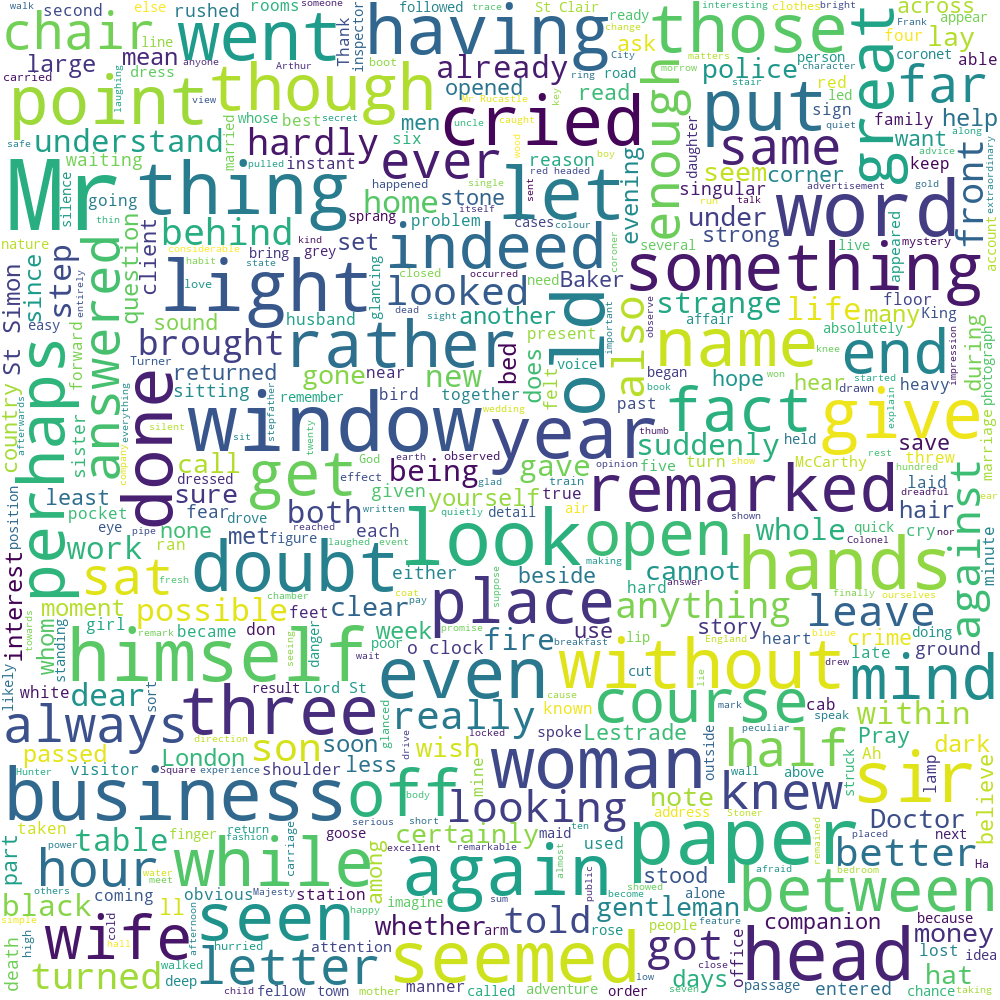 Mr
thing
light
window
old
year
look
cried
having
went
point
though
chair
let
indeed
rather
put
word
something
those
enough
great
far
front
same
name
end
fact
give
remarked
hands
open
doubt
done
get
perhaps
answered
himself
three
always
business
while
again
paper
between
head
sir
mind
without
course
place
even
woman
half
knew
seemed
seen
wife
hour
letter
off
son
sat
really
looking
told
got
gentleman
better
Doctor
leave
against
anything
whole
cannot
possible
brought
behind
hardly
understand
ever
already
home
looked
another
both
being
gave
yourself
new
gone
also
strange
life
many
suddenly
hair
within
dark
believe
money
hat
companion
days
turned
black
table
London
passed
dear
moment
work
interest
step
since
country
St Simon
question
client
call
sure
returned
sound
sitting
set
stone
opened
read
police
ask
across
lay
help
want
seem
singular
under
strong
corner
evening
Baker
men
six
reason
problem
instant
mean
large
rushed
rooms
second
else
followed
St Clair
Thank
inspector
waiting
going
married
whose
best
secret
line
dress
boot
road
carried
safe
view
silence
nature
thin
forward
sister
pocket
least
position
eye
none
fear
drove
met
figure
given
week
fire
clear
feet
poor
girl
became
don
danger
whom
standing
likely
white
sort
result
Lord St
soon
less
wish
visitor
shoulder
finger
goose
certainly
among
note
maid
used
address
stood
alone
people
office
passage
entered
chance
idea
lost
because
next
lamp
Pray
Ah
cab
speak
crime
late
ground
doing
heart
story
use
lip
o clock
beside
either
hard
cut
spoke
Lestrade
known
mine
outside
wall
above
struck
part
taken
death
high
deep
coming
obvious
station
attention
whether
arm
manner
called
adventure
order
fellow
town
child
mother
walked
hurried
imagine
happy
rose
feature
carriage
return
experience
Square
direction
Hunter
power
others
water
meet
simple
hall
cold
afternoon
fashion
Majesty
serious
body
short
excellent
remarkable
sum
ten
almost
become
public
showed
low
close
seven
afraid
bedroom
placed
remained
Stoner
taking
Ha
peculiar
mark
drew
lie
England
cause
promise
breakfast
wait
pay
coat
glanced
drive
locked
chamber
seeing
remark
fresh
towards
pipe
ran
reached
written
quietly
laughed
event
detail
making
suppose
answer
finally
ourselves
blue
Colonel
nor
dreadful
cry
quick
minute
laid
threw
save
McCarthy
turn
show
five
true
train
air
opinion
shown
hundred
rest
held
thumb
felt
past
hope
hear
during
appeared
heavy
floor
King
absolutely
photograph
marriage
impression
explain
started
drawn
won
book
began
knee
affair
observe
voice
present
does
together
bed
near
bird
remember
husband
glancing
closed
need
important
coroner
several
live
mystery
account
extraordinary
advice
along
keep
able
family
red
led
sign
daughter
advertisement
talk
run
gold
quiet
stair
character
morrow
person
appear
four
clothes
bright
interesting
matters
coronet
Frank
change
ready
trace
someone
walk
City
ring
key
caught
wood
boy
uncle
Mr Rucastle
Arthur
anyone
laughing
pulled
happened
single
itself
sent
red headed
cases
colour
sprang
grey
bring
kind
habit
state
love
considerable
occurred
dead
sight
entirely
easy
afterwards
Turner
everything
company
silent
dressed
sit
stepfather
twenty
wedding
God
effect
earth
observed
glad
each